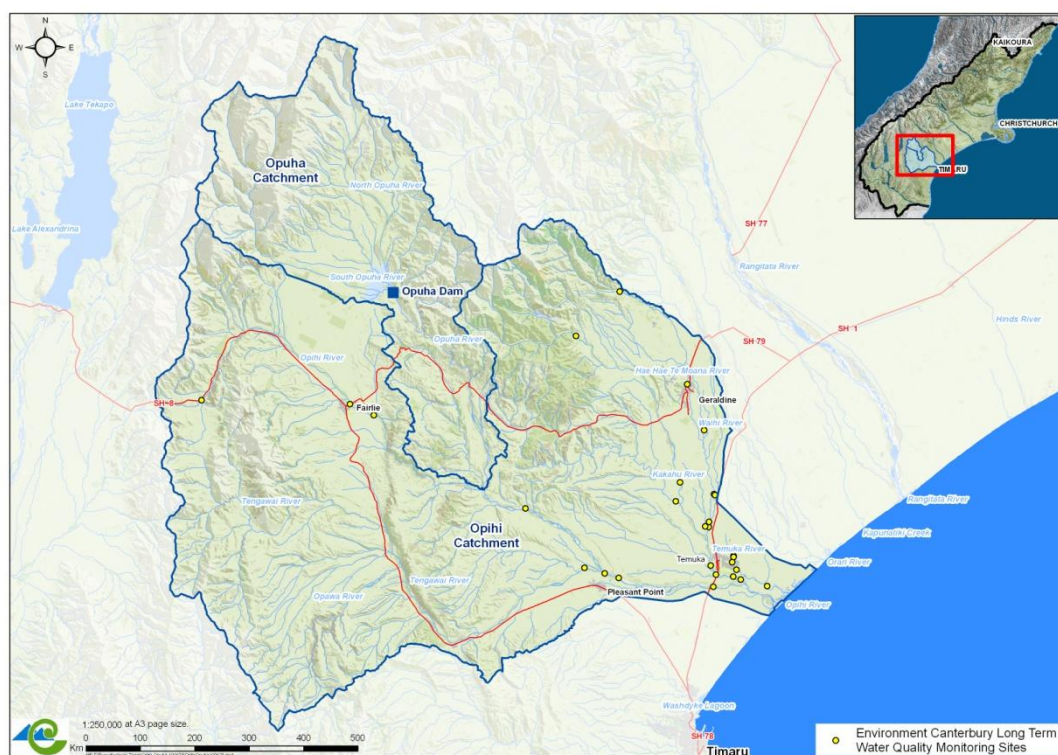 N
W
E
S
KAIKOURA
CHRISTCHURCH
TIMARU
Lake Tekapo
Opuha
Catchment
North Opuha River
SH 77
Lake Alexandrina
Rangitata River
South Opuha River
Opuha Dam
Hinds River
SH 1
Opuha River
SH 79
Opihi River
Hae Hae Te Moana River
SH 8
Fairlie
Geraldine
Waihi River
Kakahu River
Tengawai River
Rangitata River
Opihi
Catchment
Kapunatiki Creek
Temuka River
Temuka
Orari River
Tengawai River
Opawa River
Pleasant Point
Opihi River
Washdyke Lagoon
1:250,000 at A3 page size.
Km
0 100 200 300 400 500
SH 78
Timaru
Environment Canterbury Long Term
Water Quality Monitoring Sites